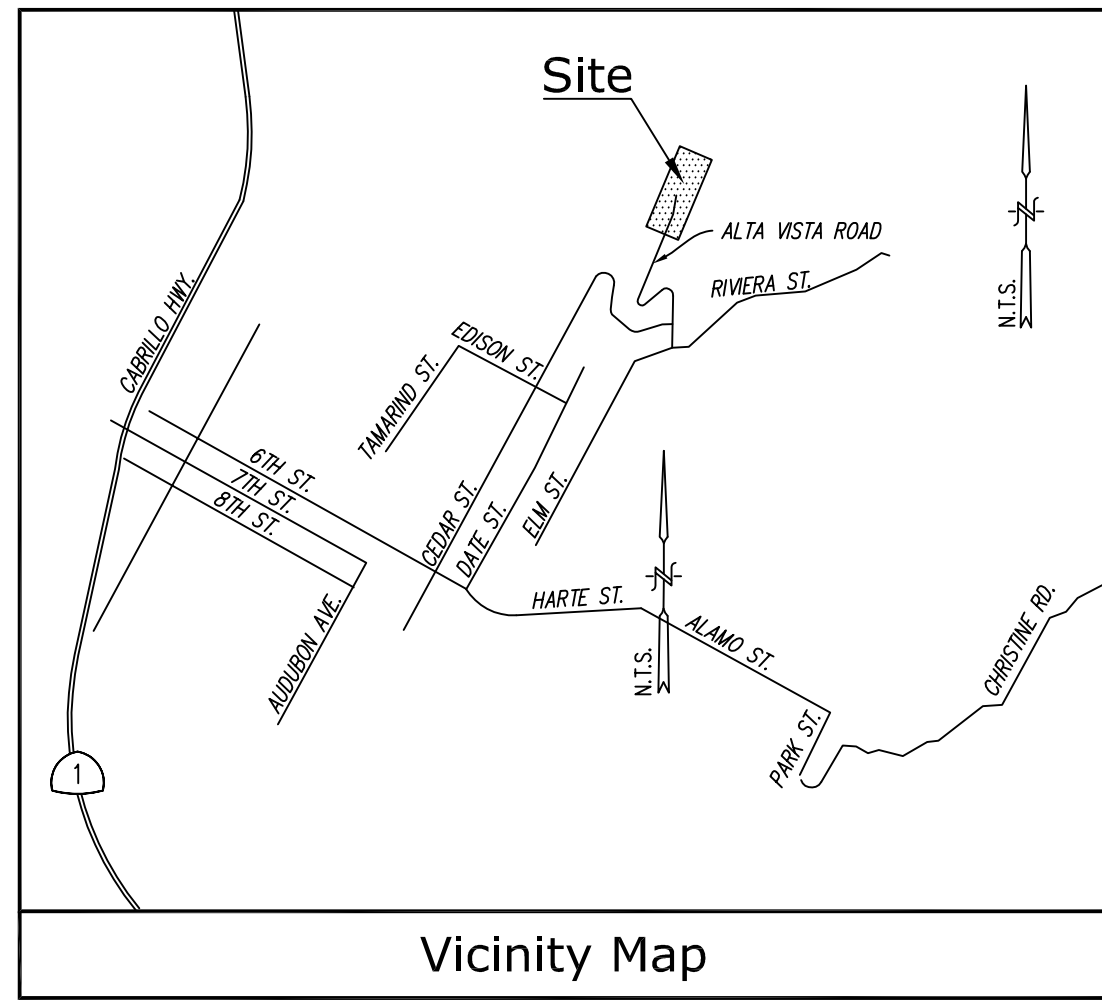 Site
ALTA VISTA ROAD
RIVIERA ST.
N
N.T.S.
CABRILLO HWY.
EDISON ST.
TAMARIND ST.
6TH ST.
7TH ST.
8TH ST.
CEDAR ST.
DATE ST.
ELM ST.
AUDUBON AVE.
HARTE ST.
N
N.T.S.
ALAMO ST.
CHRISTINE RD.
PARK ST.
1
Vicinity Map